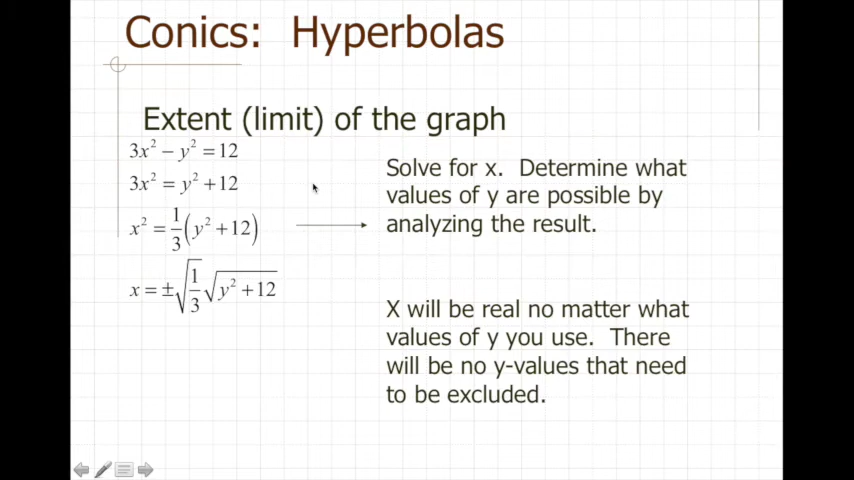 Conics: Hyperbolas
Extent (limit) of the graph
3x² − y² = 12
3x² = y² + 12
x² = 1/3 (y² + 12)
x = ±√(1/3) √(y² + 12)
Solve for x. Determine what
values of y are possible by
analyzing the result.
X will be real no matter what
values of y you use. There
will be no y-values that need
to be excluded.